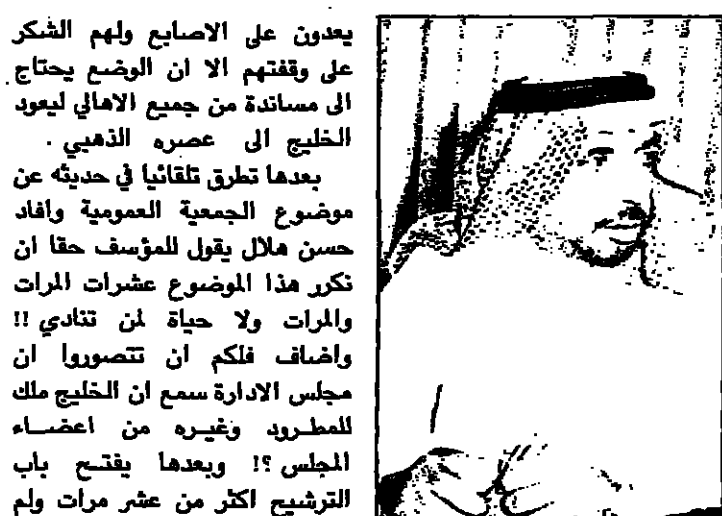 يعدون على الاصابع ولهم الشكر
على وقفتهم الا ان الوضع يحتاج
الى مساندة من جميع الاهالي ليعود
الخليج الى عصره الذهبي .
بعدها تطرق تلقائيا في حديثه عن
موضوع الجمعية العمومية وافاد
حسن هلال يقول للمؤسف حقا ان
نكرر هذا الموضوع عشرات المرات
والمرات ولا حياة لمن تنادي !!
واضاف فلكم ان تتصوروا ان
مجلس الادارة سمع ان الخليج ملك
للمطرود وغيره من اعضاء
المجلس ؟! وبعدها يفتح باب
الترشيح اكثر من عشر مرات ولم